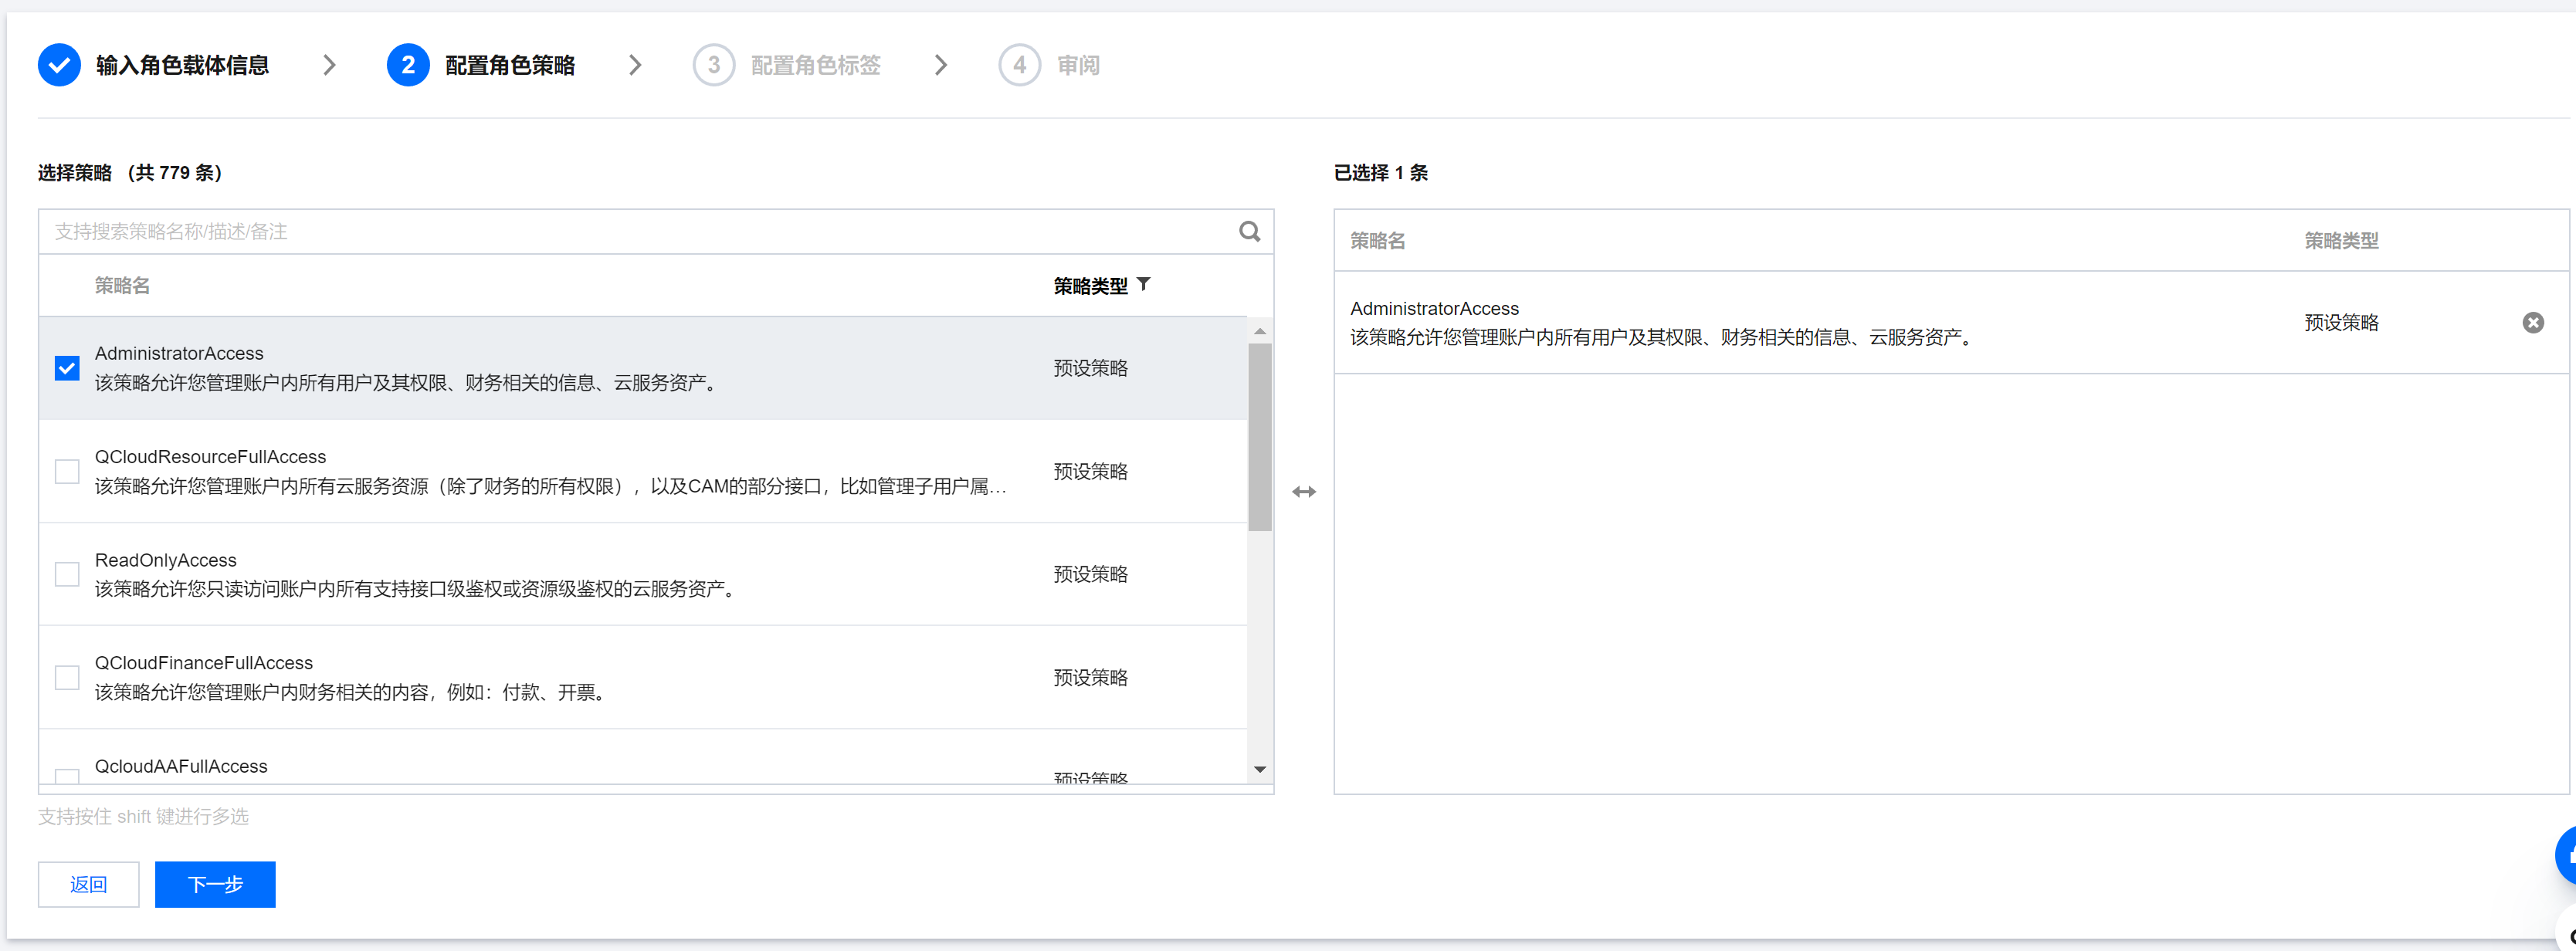 输入角色载体信息
2 配置角色策略
3 配置角色标签
4 审阅
选择策略 （共 779 条）
支持搜索策略名称/描述/备注
策略名 策略类型
AdministratorAccess
该策略允许您管理账户内所有用户及其权限、财务相关的信息、云服务资产。
预设策略
QCloudResourceFullAccess
该策略允许您管理账户内所有云服务资源（除了财务的所有权限），以及CAM的部分接口，比如管理子用户属...
预设策略
ReadOnlyAccess
该策略允许您只读访问账户内所有支持接口级鉴权或资源级鉴权的云服务资产。
预设策略
QCloudFinanceFullAccess
该策略允许您管理账户内财务相关的内容，例如：付款、开票。
预设策略
QcloudAAFullAccess
预设策略
支持按住 shift 键进行多选
返回
下一步
已选择 1 条
策略名 策略类型
AdministratorAccess
该策略允许您管理账户内所有用户及其权限、财务相关的信息、云服务资产。
预设策略